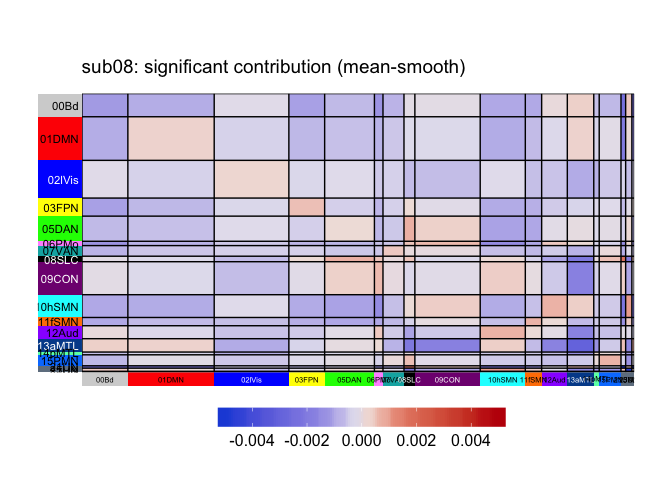 sub08: significant contribution (mean-smooth)
00Bd
01DMN
02lVis
03FPN
05DAN
06PMo
07VAN
08SLC
09CON
10hSMN
11fSMN
12Aud
13aMTL
15PMN
00Bd 01DMN 02lVis 03FPN 05DAN 08SLC 09CON 10hSMN 11fSMN 12Aud 13aMTL
-0.004 -0.002 0.000 0.002 0.004